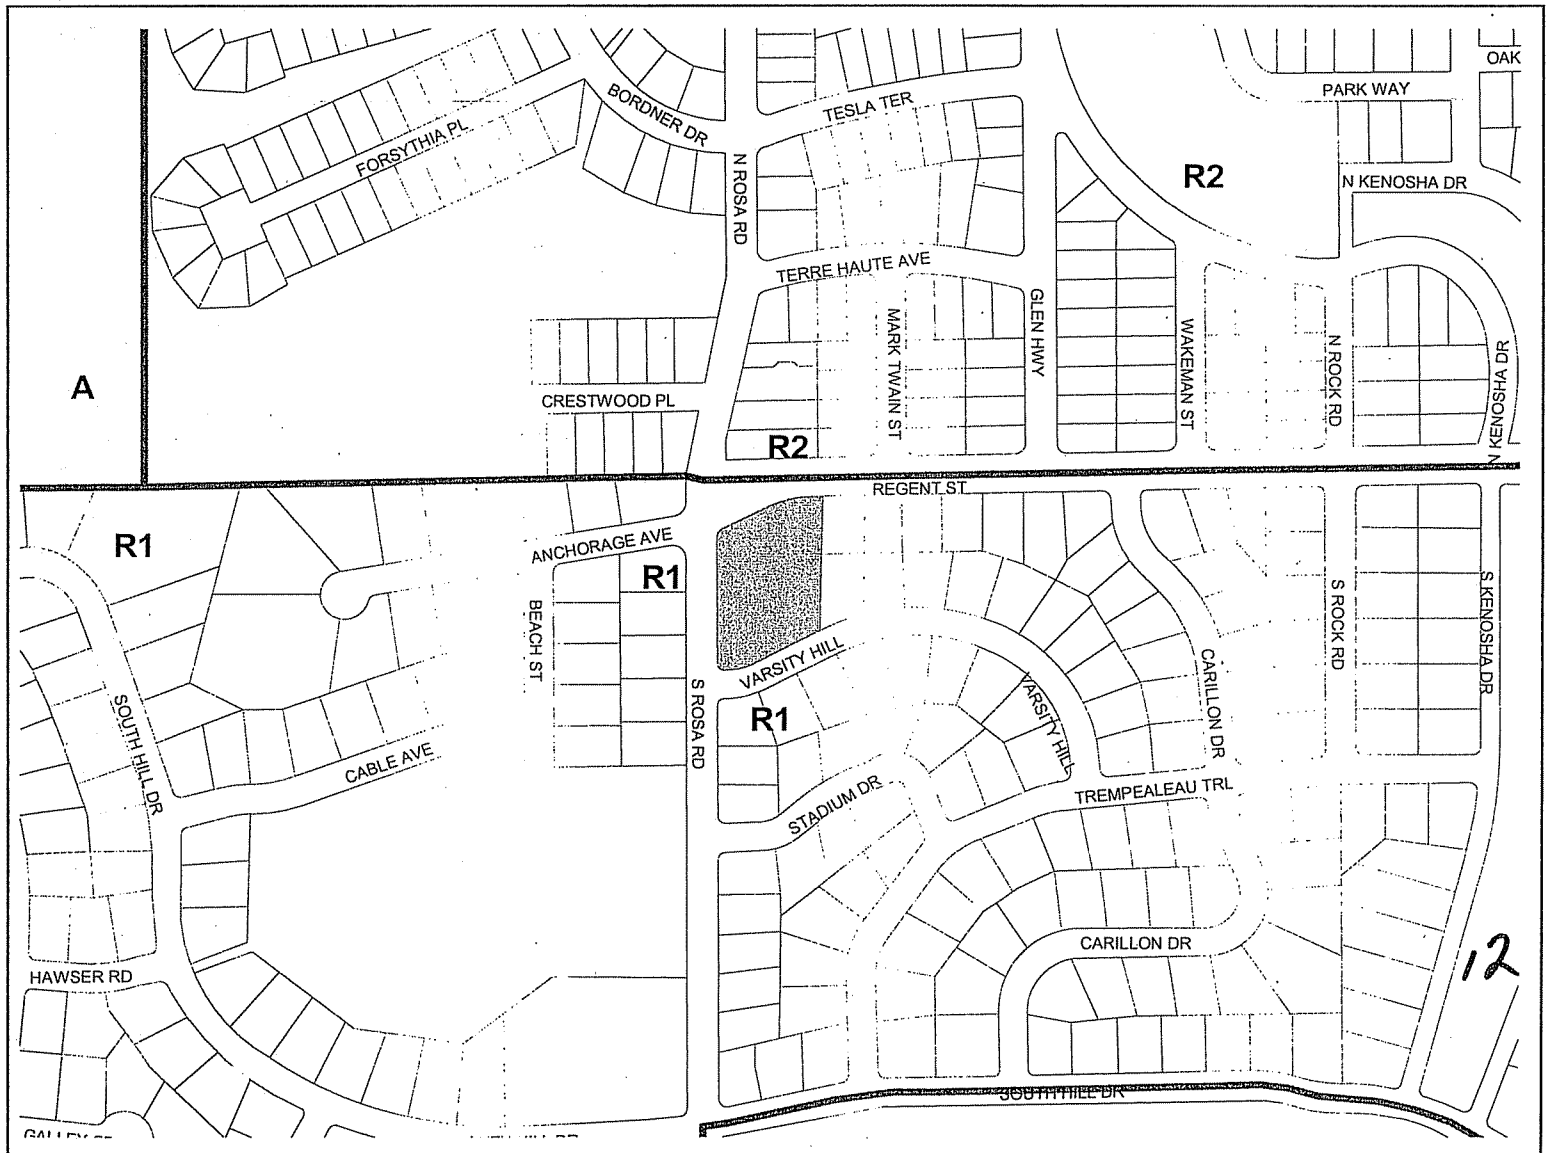 OAK
PARK WAY
BORDNER DR
TESLA TER
FORSYTHIA PL
N ROSA RD
R2
N KENOSHA DR
TERRE HAUTE AVE
GLEN HWY
MARK TWAIN ST
WAKEMAN ST
N ROCK RD
N KENOSHA DR
A
CRESTWOOD PL
R2
REGENT ST
R1
ANCHORAGE AVE
R1
BEACH ST
S ROCK RD
S KENOSHA DR
VARSITY HILL
CARILLON DR
S ROSA RD
R1
VARSITY HILL
SOUTH HILL DR
CABLE AVE
STADIUM DR
TREMPEALEAU TRL
CARILLON DR
12
HAWSER RD
SOUTH HILL DR